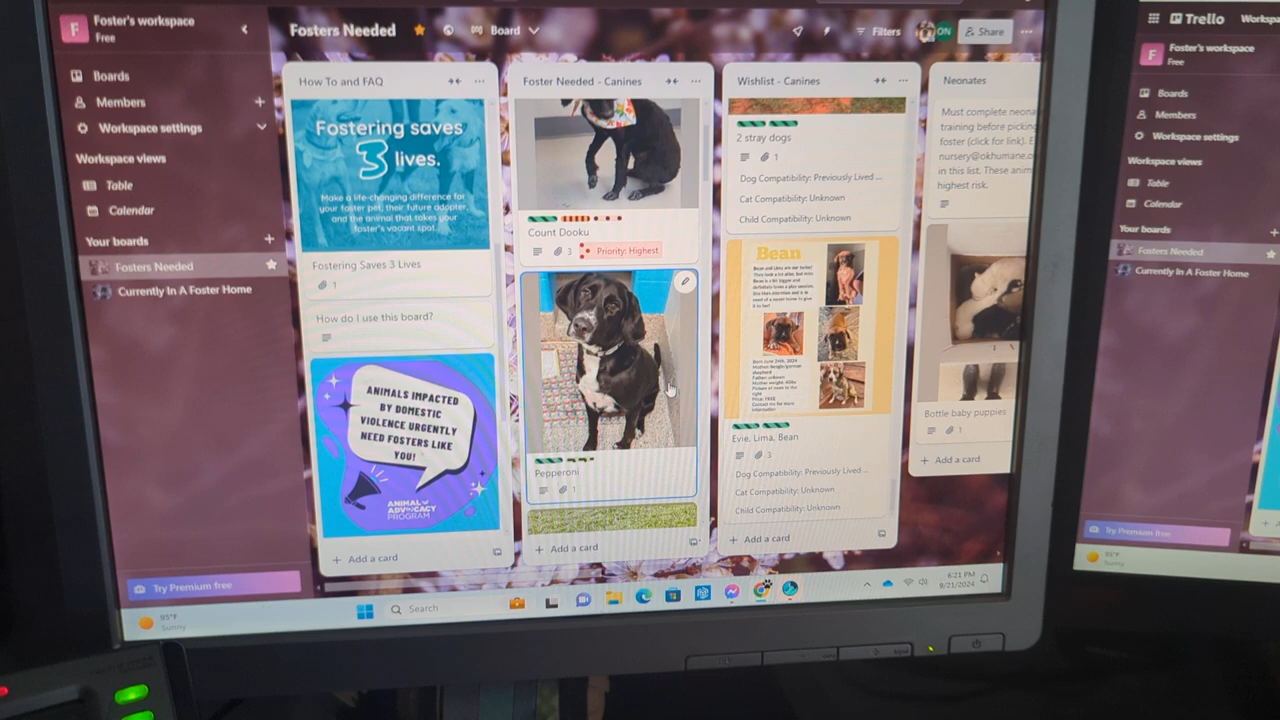 Foster's workspace
Free
Boards
Members
Workspace settings
Workspace views
Table
Calendar
Your boards
Fosters Needed
Currently In A Foster Home
Try Premium free
Fosters Needed
Board
Filters
ON
Share
How To and FAQ
Fostering saves
3 lives.
Make a life-changing difference for
your foster pet, their future adopter,
and the animal that takes your
foster's vacant spot.
Fostering Saves 3 Lives
1
How do I use this board?
ANIMALS IMPACTED
BY DOMESTIC
VIOLENCE URGENTLY
NEED FOSTERS LIKE
YOU!
ANIMAL
ADVOCACY
PROGRAM
+ Add a card
Foster Needed - Canines
Count Dooku
3
Priority: Highest
Pepperoni
1
+ Add a card
Wishlist - Canines
2 stray dogs
1
Dog Compatibility: Previously Lived ...
Cat Compatibility: Unknown
Child Compatibility: Unknown
Bean
Evie, Lima, Bean
3
Dog Compatibility: Previously Lived ...
Cat Compatibility: Unknown
Child Compatibility: Unknown
+ Add a card
Neonates
Must complete neona
training before picking
foster (click for link). E
nursery@okhumane.o
in this list. These anim
highest risk.
Bottle baby puppies
1
+ Add a card
95°F
Sunny
Search
6:21 PM
8/21/2024
Trello
Workspa
F
Foster's workspace
Free
Boards
Members
Workspace settings
Workspace views
Table
Calendar
Your boards
Fosters Needed
Currently In A Foster Home
Try Premium free
95°F
Sunny